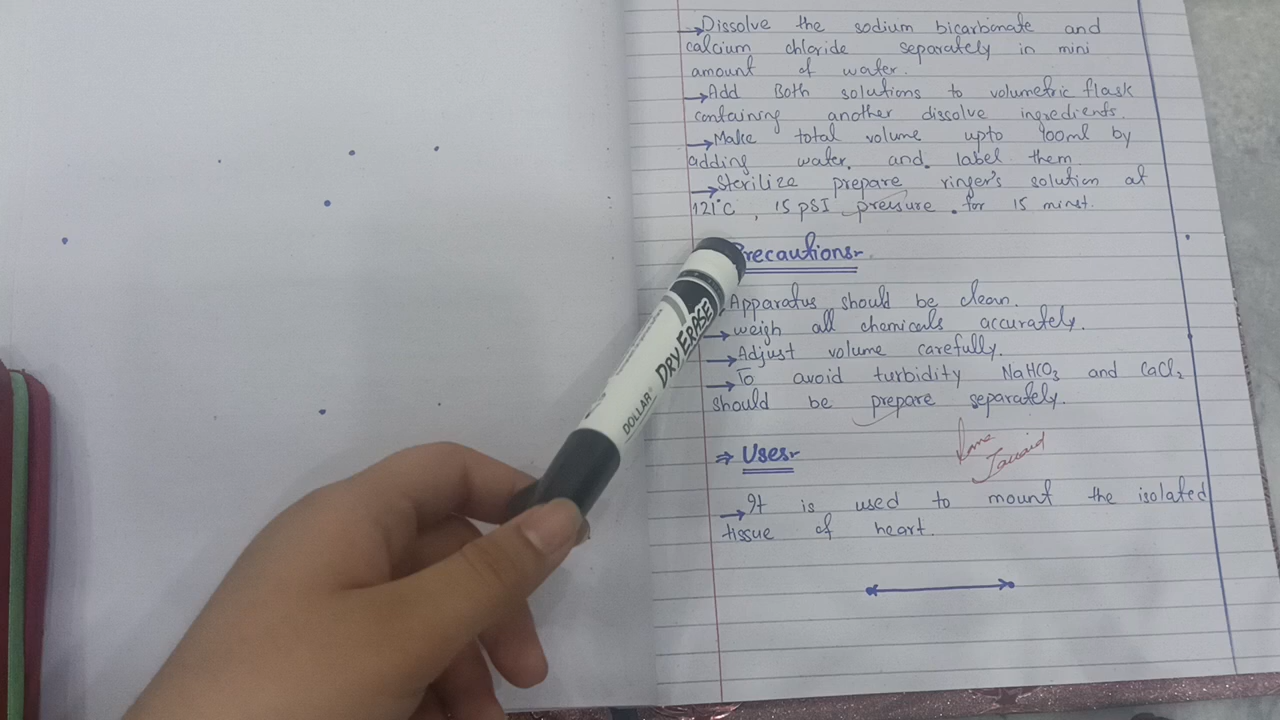 →Dissolve the sodium bicarbonate and
calcium chloride separately in mini
amount of water.
→Add Both solutions to volumetric flask
containing another dissolve ingredients.
→Make total volume upto 900ml by
adding water. and. label them.
→Sterilize prepare ringer's solution at
121°C, 15 PSI pressure. for 15 minst.
Precautions-
Apparatus should be clean.
→weigh all chemicals accurately.
→Adjust volume carefully.
→To avoid turbidity NaHCO3 and CaCl2
should be prepare separately.
⇒ Uses-
→It is used to mount the isolated
tissue of heart.
DOLLAR DRY ERASE